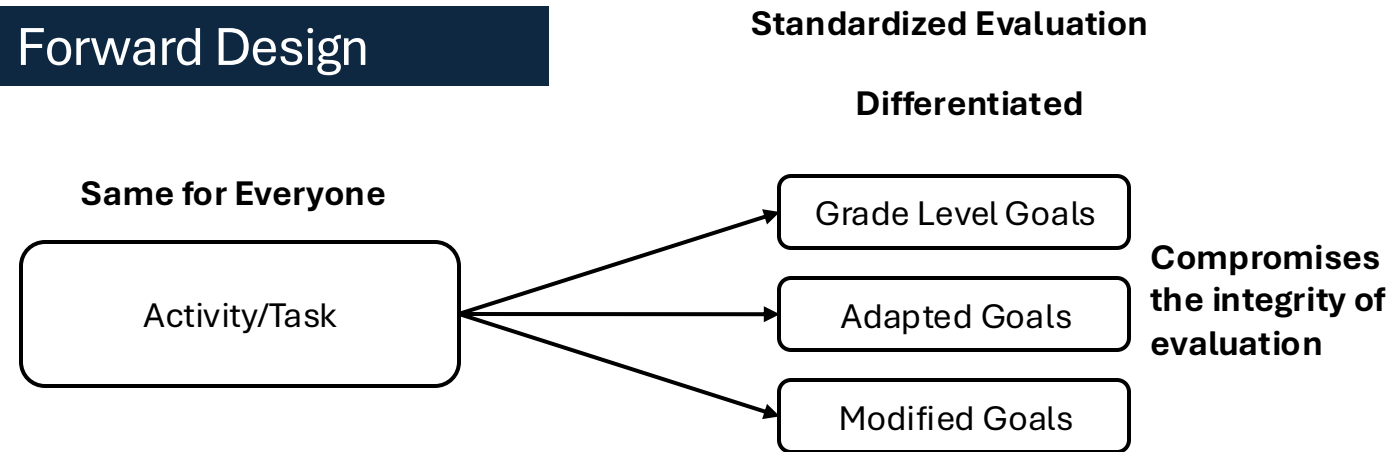 Forward Design
Standardized Evaluation
Differentiated
Same for Everyone
Activity/Task
Grade Level Goals
Adapted Goals
Modified Goals
Compromises
the integrity of
evaluation